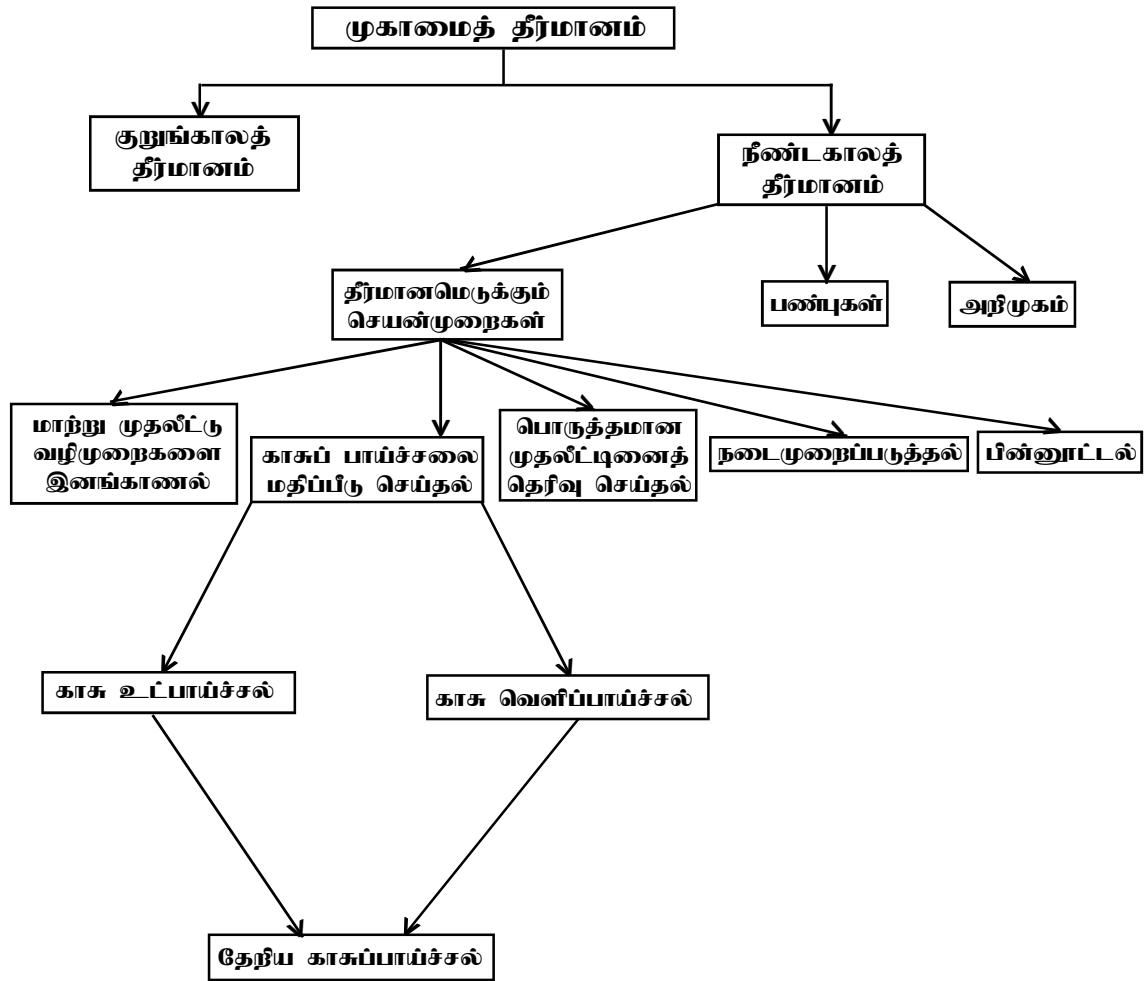 முகாமைத் தீர்மானம்
குறுங்காலத்
தீர்மானம்
நீண்டகாலத்
தீர்மானம்
தீர்மானமெடுக்கும்
செயன்முறைகள்
பண்புகள்
அறிமுகம்
மாற்று முதலீட்டு
வழிமுறைகளை
இனங்காணல்
காசுப் பாய்ச்சலை
மதிப்பீடு செய்தல்
பொருத்தமான
முதலீட்டினைத்
தெரிவு செய்தல்
நடைமுறைப்படுத்தல்
பின்னூட்டல்
காசு உட்பாய்ச்சல்
காசு வெளிப்பாய்ச்சல்
தேறிய காசுப்பாய்ச்சல்